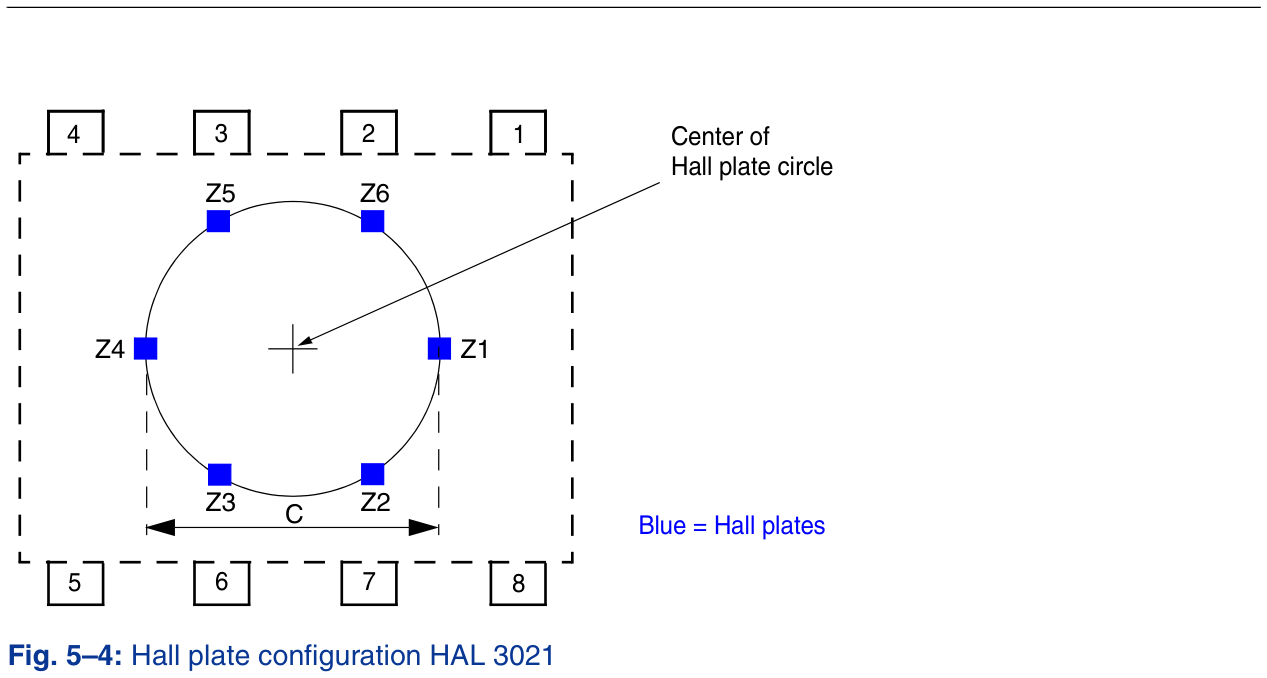 4 3 2 1
Center of
Hall plate circle
Z5 Z6
Z4 Z1
Z3 Z2
C
Blue = Hall plates
5 6 7 8
Fig. 5–4: Hall plate configuration HAL 3021